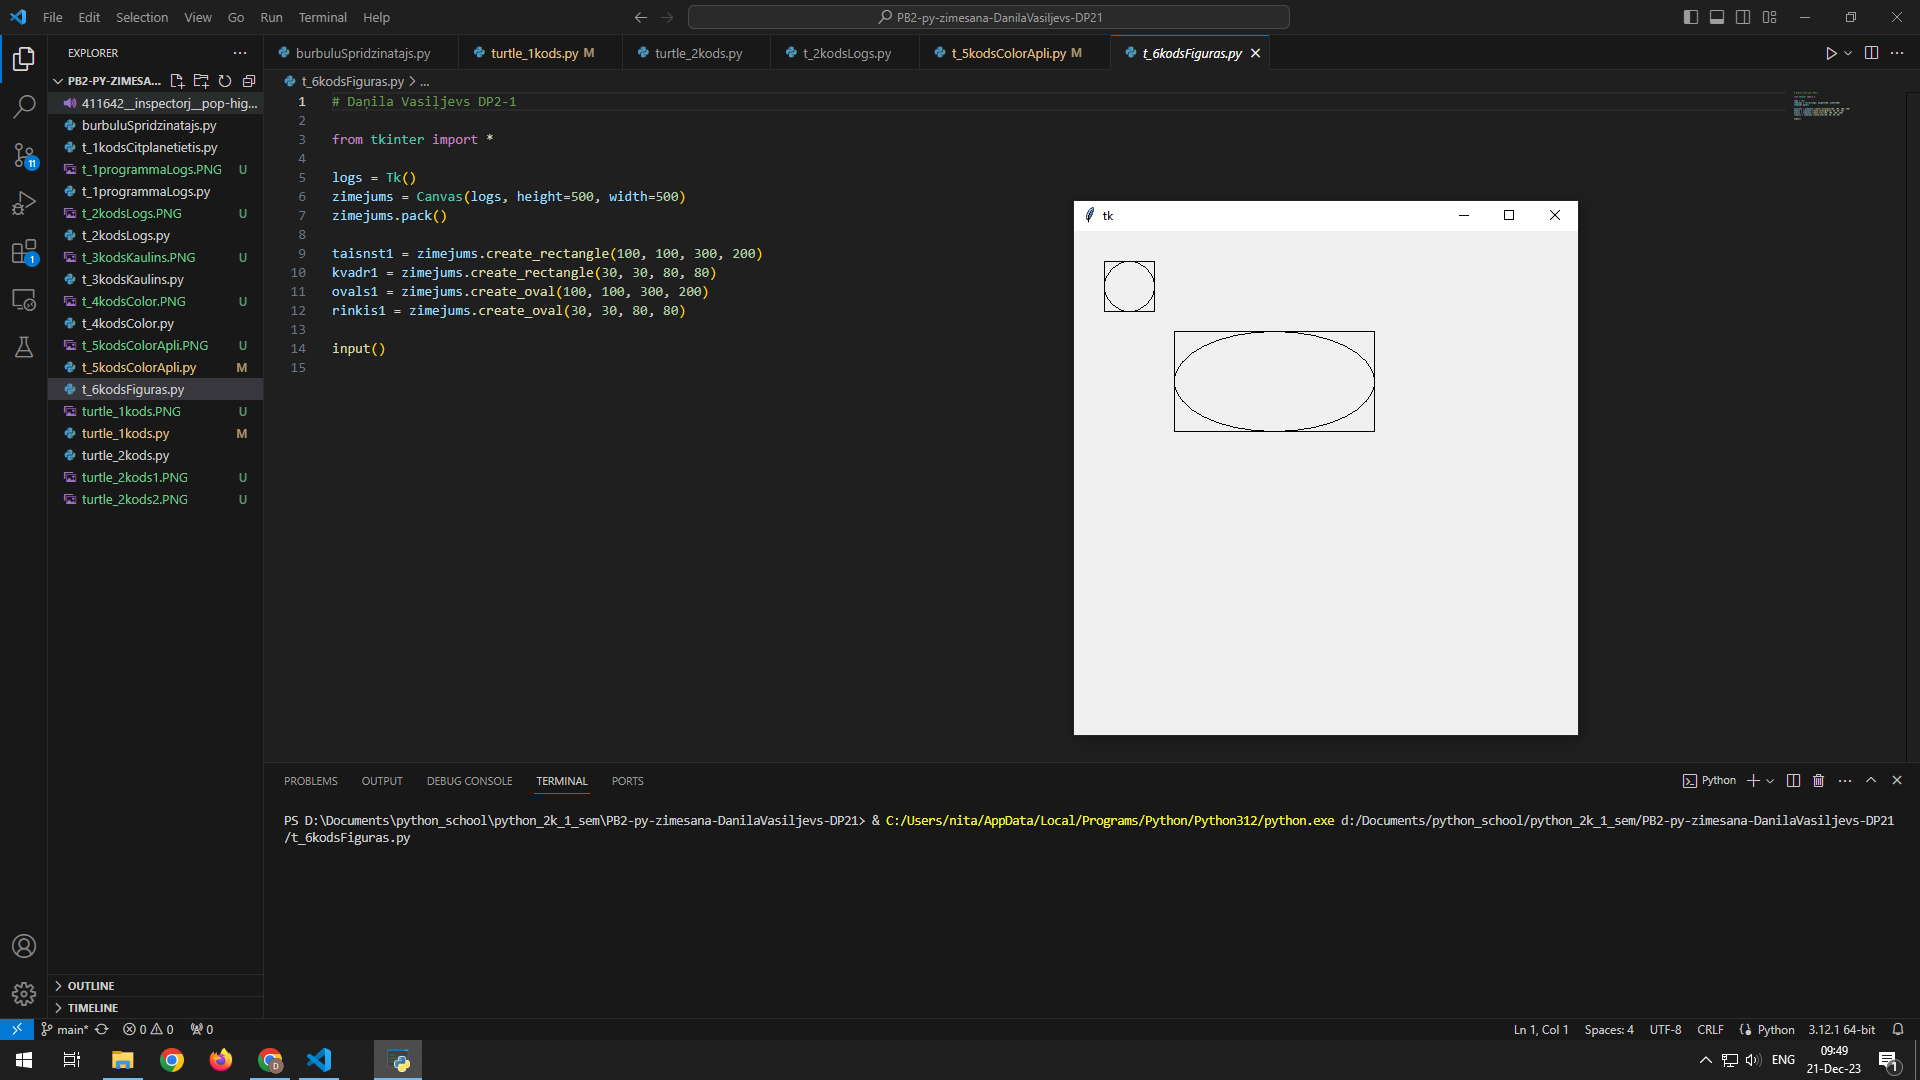 File Edit Selection View Go Run Terminal Help
PB2-py-zimesana-DanilaVasiljevs-DP21
EXPLORER
burbuluSpridzinatajs.py
turtle_1kods.py M
turtle_2kods.py
t_2kodsLogs.py
t_5kodsColorApli.py M
t_6kodsFiguras.py
PB2-PY-ZIMESA...
t_6kodsFiguras.py > ...
411642__inspectorj__pop-hig...
burbuluSpridzinatajs.py
t_1kodsCitplanetietis.py
t_1programmaLogs.PNG U
t_1programmaLogs.py
t_2kodsLogs.PNG U
t_2kodsLogs.py
t_3kodsKaulins.PNG U
t_3kodsKaulins.py
t_4kodsColor.PNG U
t_4kodsColor.py
t_5kodsColorApli.PNG U
t_5kodsColorApli.py M
t_6kodsFiguras.py
turtle_1kods.PNG U
turtle_1kods.py M
turtle_2kods.py
turtle_2kods1.PNG U
turtle_2kods2.PNG U
11
1
1 # Daņila Vasiļjevs DP2-1
2
3 from tkinter import *
4
5 logs = Tk()
6 zimejums = Canvas(logs, height=500, width=500)
7 zimejums.pack()
8
9 taisnst1 = zimejums.create_rectangle(100, 100, 300, 200)
10 kvadr1 = zimejums.create_rectangle(30, 30, 80, 80)
11 ovals1 = zimejums.create_oval(100, 100, 300, 200)
12 rinkis1 = zimejums.create_oval(30, 30, 80, 80)
13
14 input()
15
tk
PROBLEMS OUTPUT DEBUG CONSOLE TERMINAL PORTS
Python
PS D:\Documents\python_school\python_2k_1_sem\PB2-py-zimesana-DanilaVasiljevs-DP21> & C:/Users/nita/AppData/Local/Programs/Python/Python312/python.exe d:/Documents/python_school/python_2k_1_sem/PB2-py-zimesana-DanilaVasiljevs-DP21
/t_6kodsFiguras.py
OUTLINE
TIMELINE
main* 0 0 0
Ln 1, Col 1 Spaces: 4 UTF-8 CRLF Python 3.12.1 64-bit
D
ENG
09:49
21-Dec-23
1